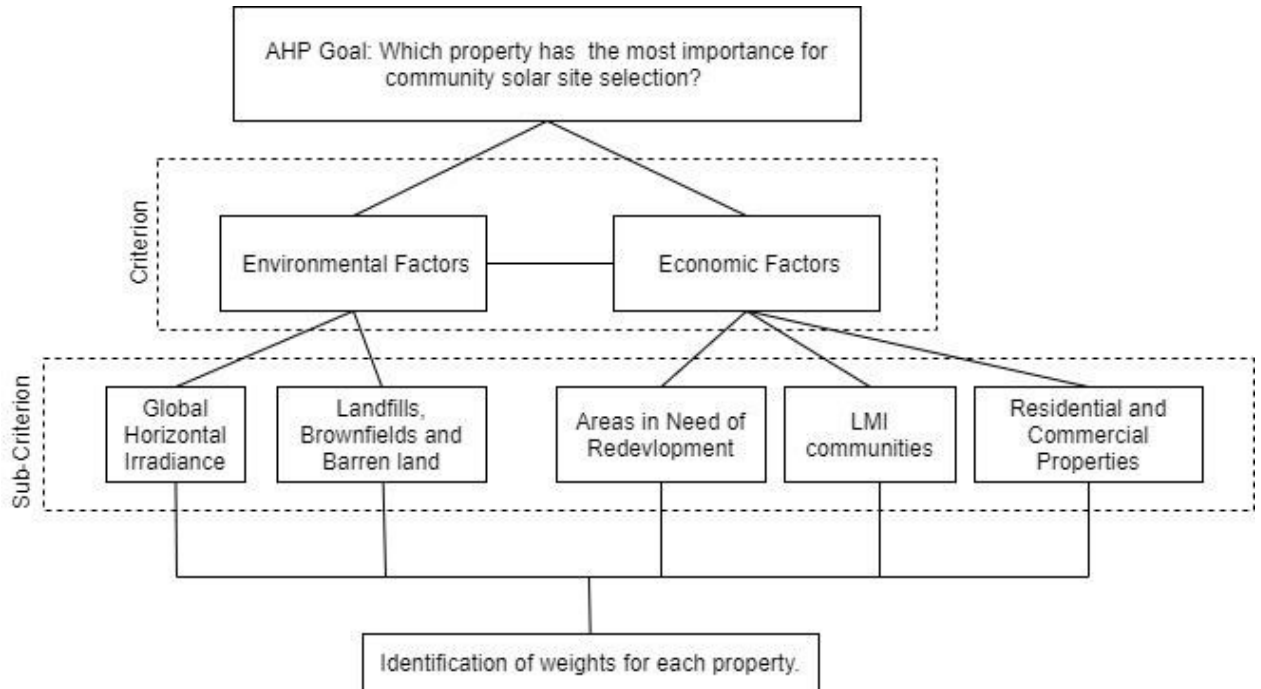 AHP Goal: Which property has the most importance for
community solar site selection?
Criterion
Environmental Factors
Economic Factors
Sub-Criterion
Global
Horizontal
Irradiance
Landfills,
Brownfields and
Barren land
Areas in Need of
Redevlopment
LMI
communities
Residential and
Commercial
Properties
Identification of weights for each property.